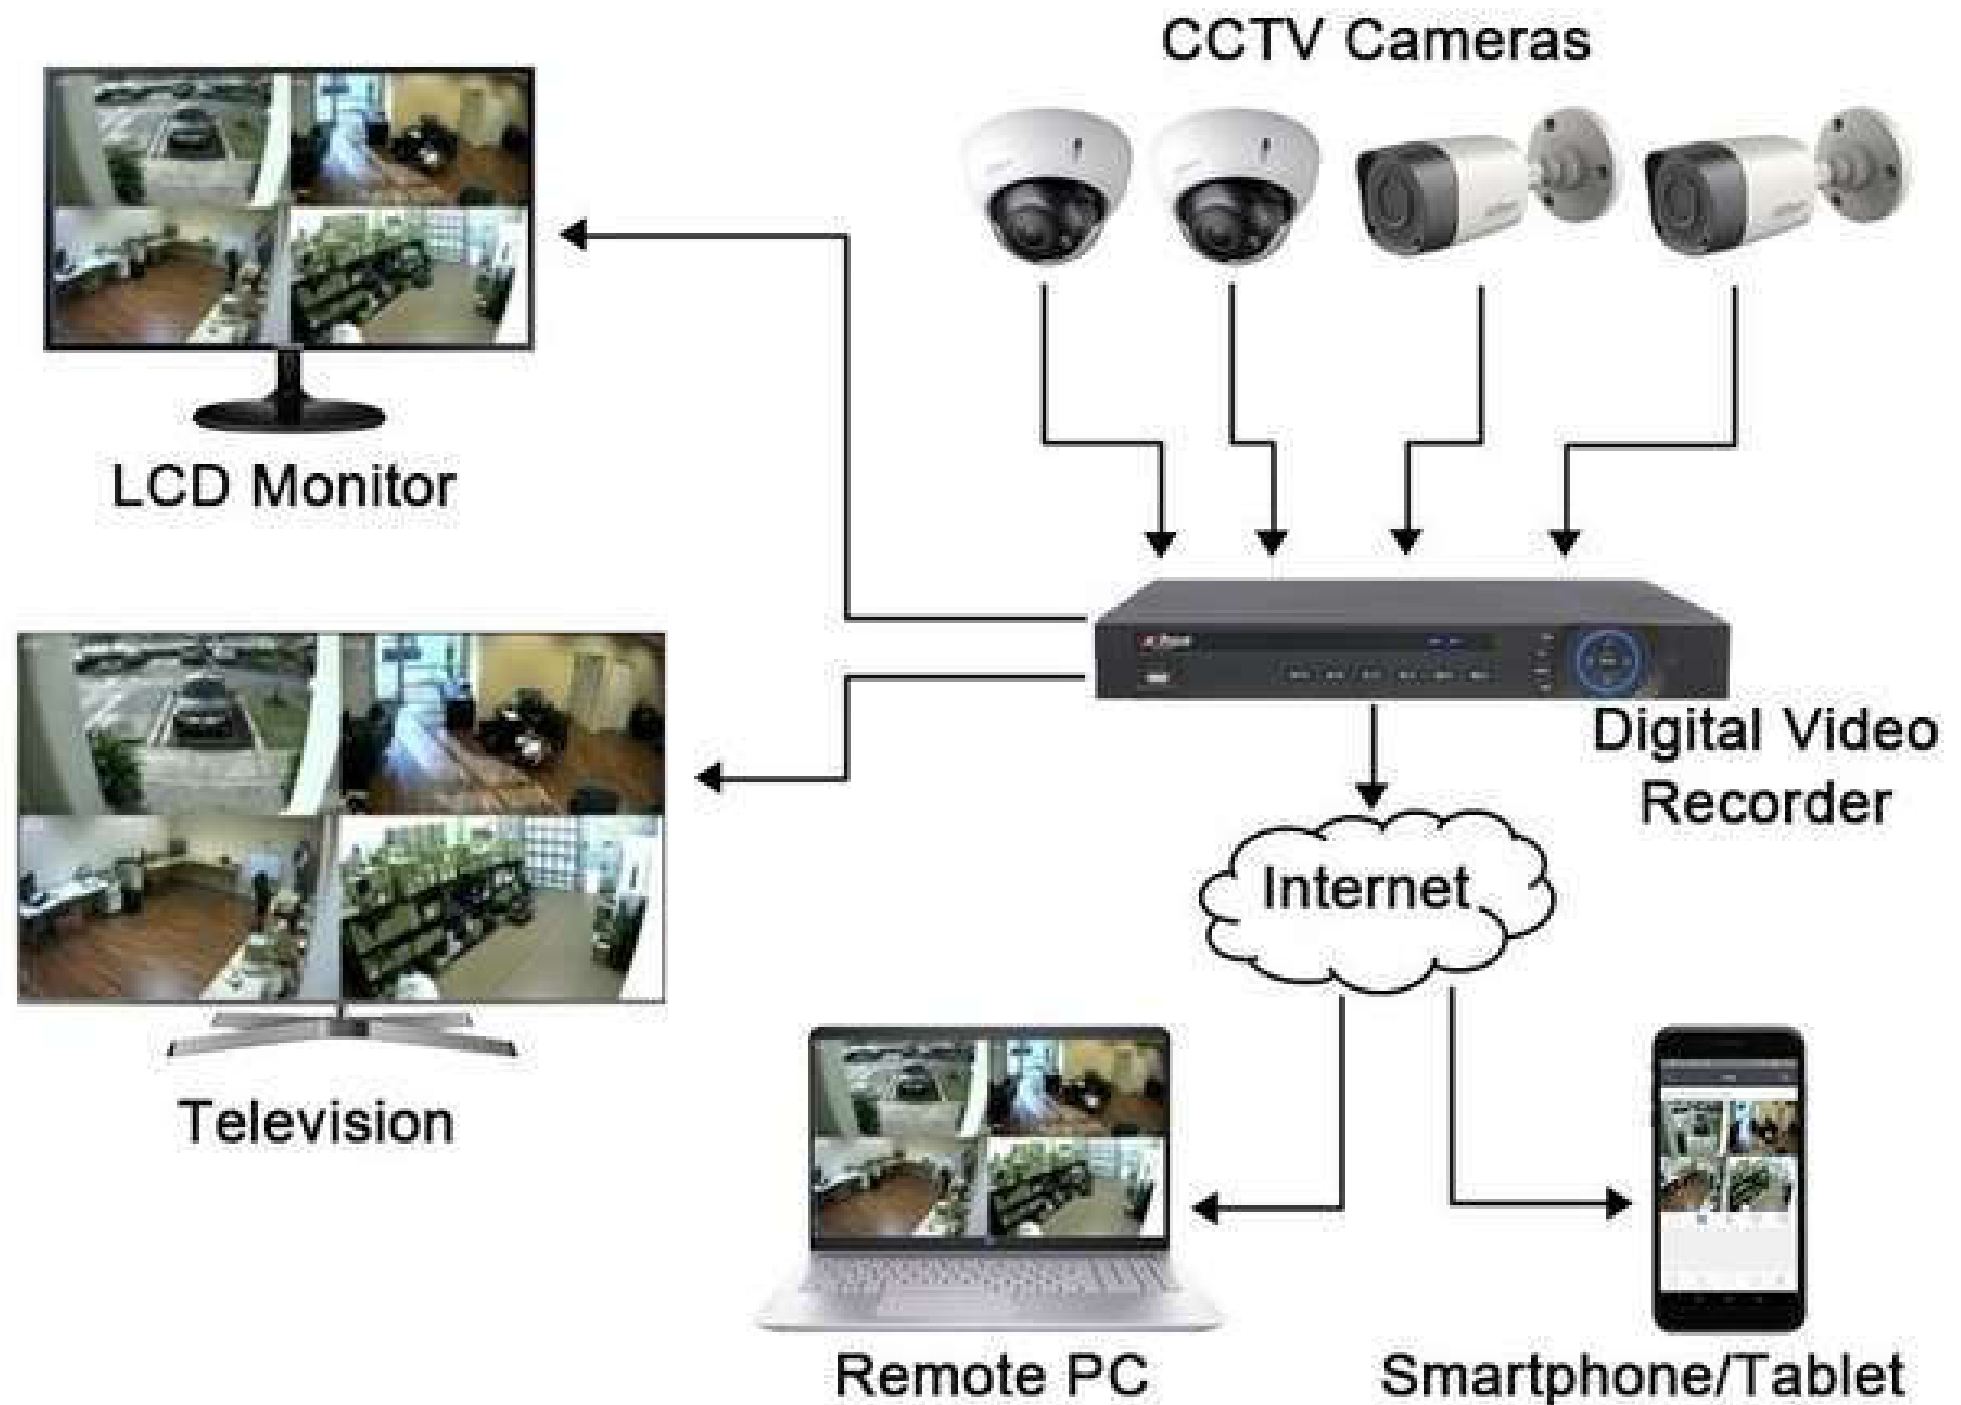 CCTV Cameras
LCD Monitor
Digital Video
Recorder
Internet
Television
Remote PC
Smartphone/Tablet